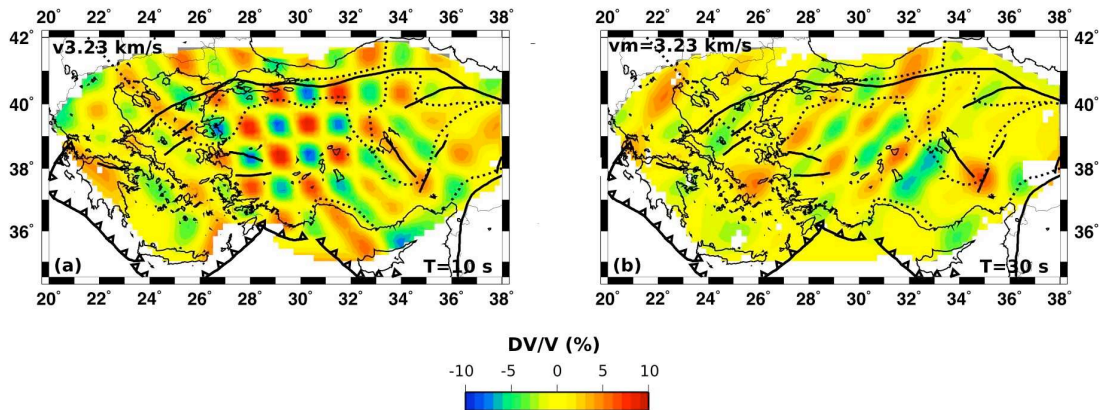 20˚ 22˚ 24˚ 26˚ 28˚ 30˚ 32˚ 34˚ 36˚ 38˚
20˚ 22˚ 24˚ 26˚ 28˚ 30˚ 32˚ 34˚ 36˚ 38˚
42˚ v3.23 km/s
vm=3.23 km/s 42˚
40˚
40˚
38˚
38˚
36˚
36˚
(a) T=10 s
(b) T=30 s
20˚ 22˚ 24˚ 26˚ 28˚ 30˚ 32˚ 34˚ 36˚ 38˚
20˚ 22˚ 24˚ 26˚ 28˚ 30˚ 32˚ 34˚ 36˚ 38˚
DV/V (%)
-10 -5 0 5 10